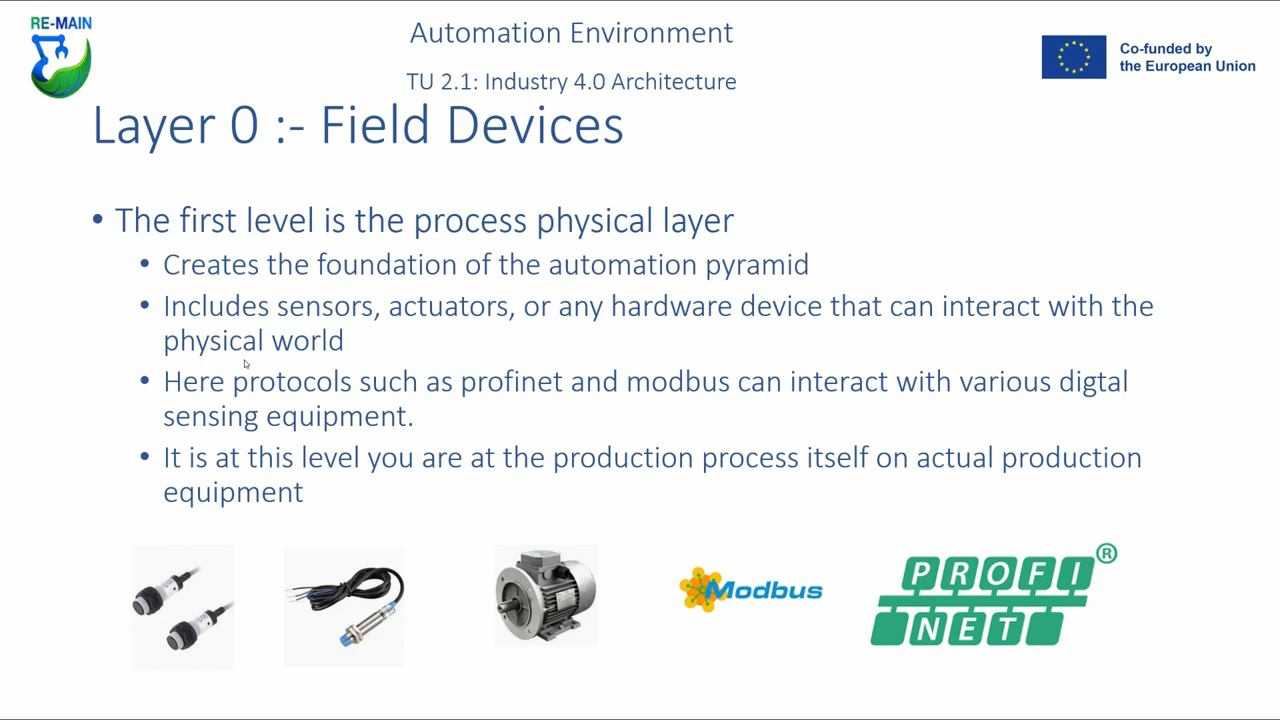 RE-MAIN
Automation Environment
TU 2.1: Industry 4.0 Architecture
Co-funded by
the European Union
Layer 0 :- Field Devices
• The first level is the process physical layer
• Creates the foundation of the automation pyramid
• Includes sensors, actuators, or any hardware device that can interact with the
physical world
• Here protocols such as profinet and modbus can interact with various digtal
sensing equipment.
• It is at this level you are at the production process itself on actual production
equipment
Modbus
PROFI®
NET